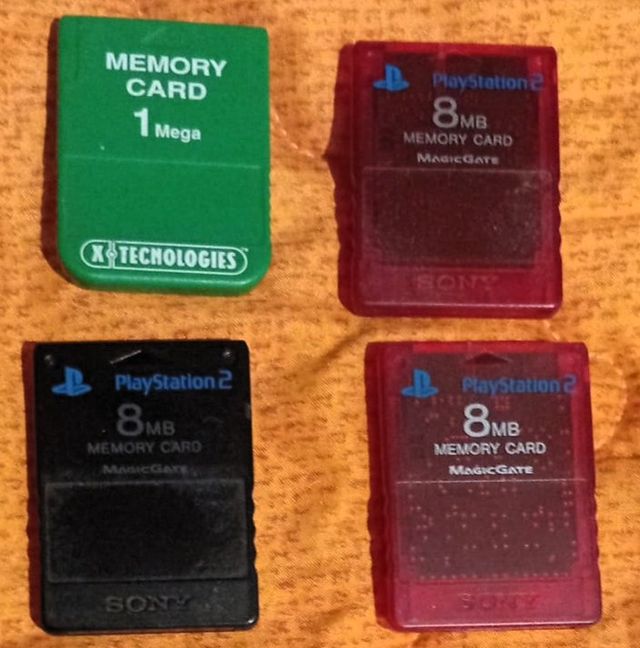 MEMORY
CARD
1 Mega
X TECNOLOGIES
PlayStation 2
8MB
MEMORY CARD
MAGICGATE
SONY
PlayStation 2
8MB
MEMORY CARD
MAGICGATE
SONY
PlayStation 2
8MB
MEMORY CARD
MAGICGATE
SONY